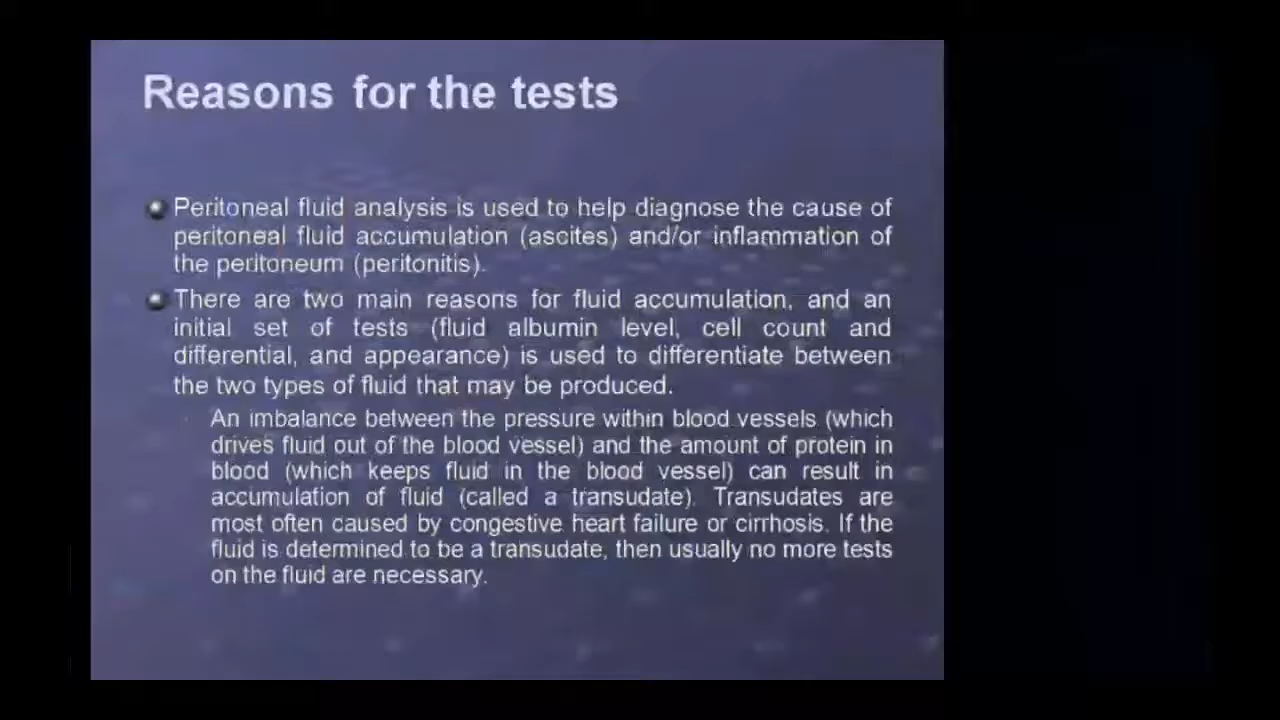 Reasons for the tests
Peritoneal fluid analysis is used to help diagnose the cause of
peritoneal fluid accumulation (ascites) and/or inflammation of
the peritoneum (peritonitis).
There are two main reasons for fluid accumulation, and an
initial set of tests (fluid albumin level, cell count and
differential, and appearance) is used to differentiate between
the two types of fluid that may be produced.
An imbalance between the pressure within blood vessels (which
drives fluid out of the blood vessel) and the amount of protein in
blood (which keeps fluid in the blood vessel) can result in
accumulation of fluid (called a transudate). Transudates are
most often caused by congestive heart failure or cirrhosis. If the
fluid is determined to be a transudate, then usually no more tests
on the fluid are necessary.